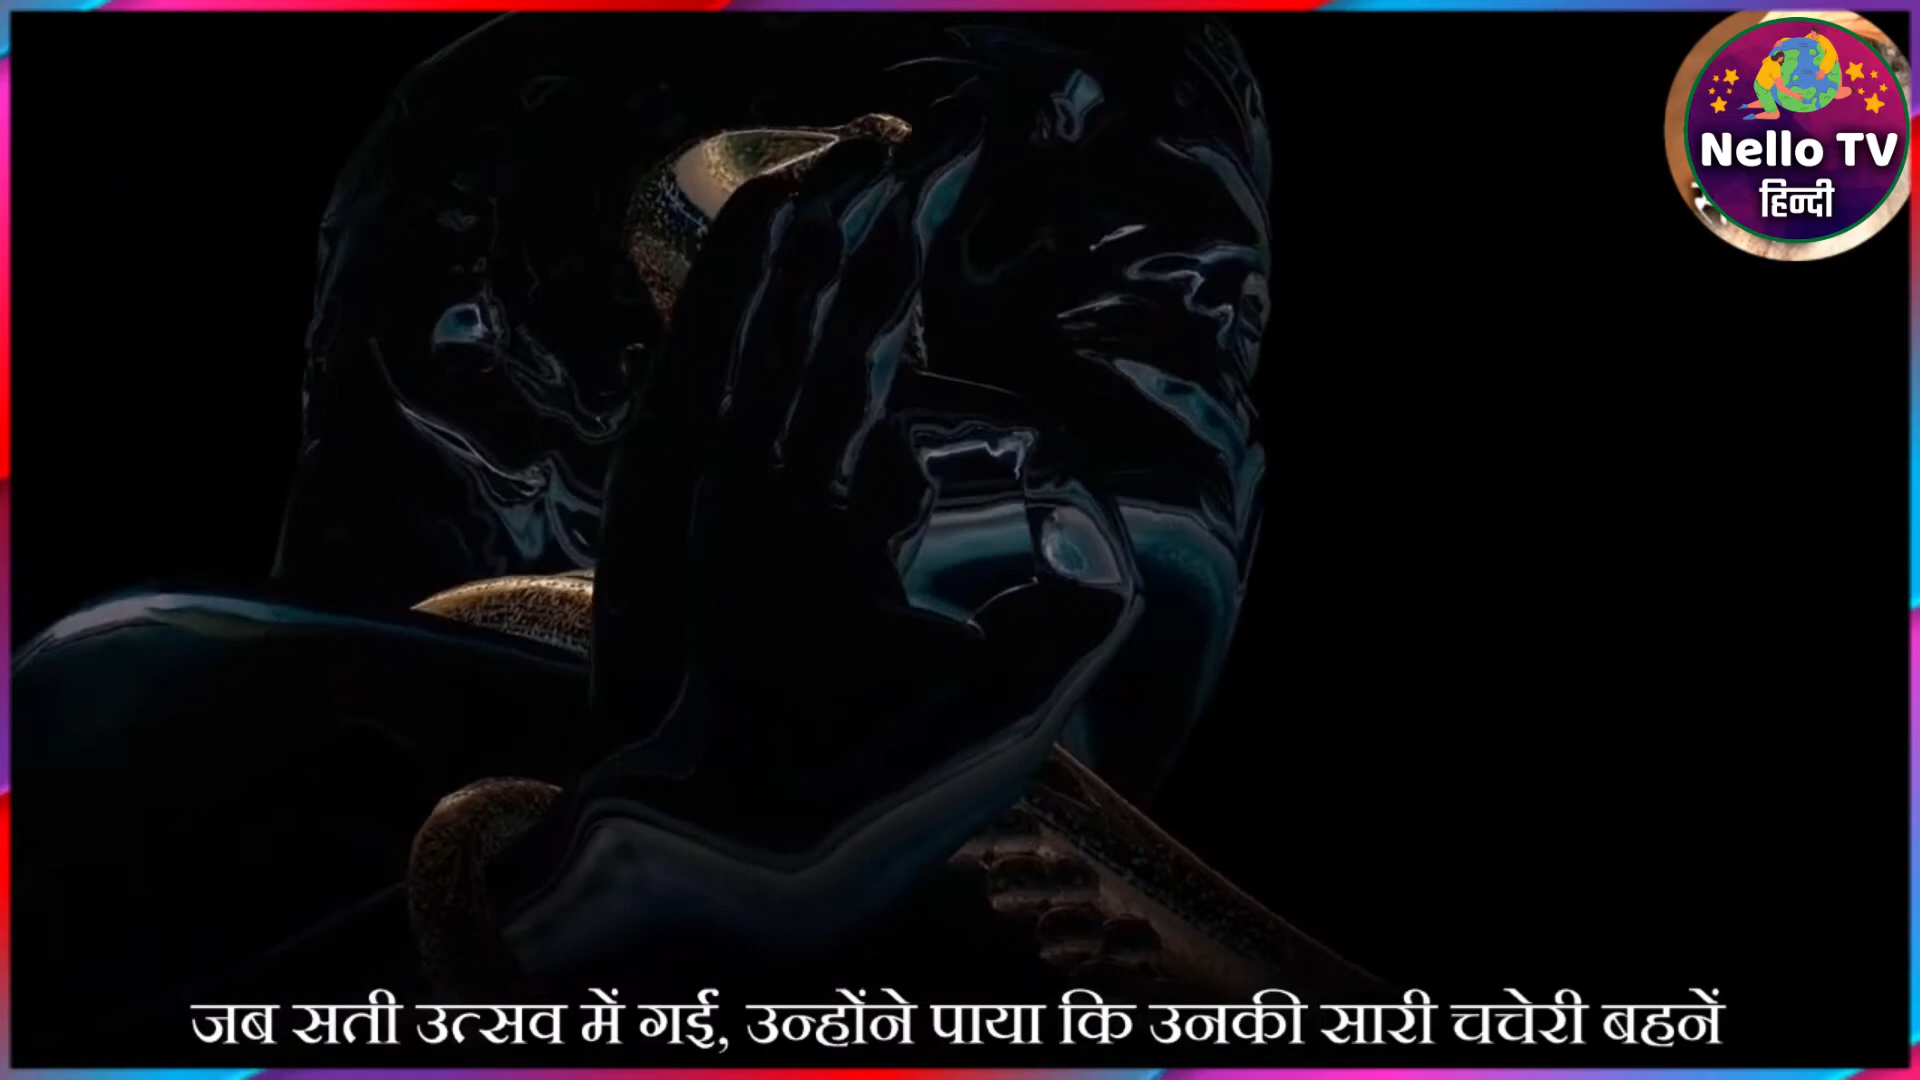 Nello TV
हिन्दी
जब सती उत्सव में गई, उन्होंने पाया कि उनकी सारी चचेरी बहनें